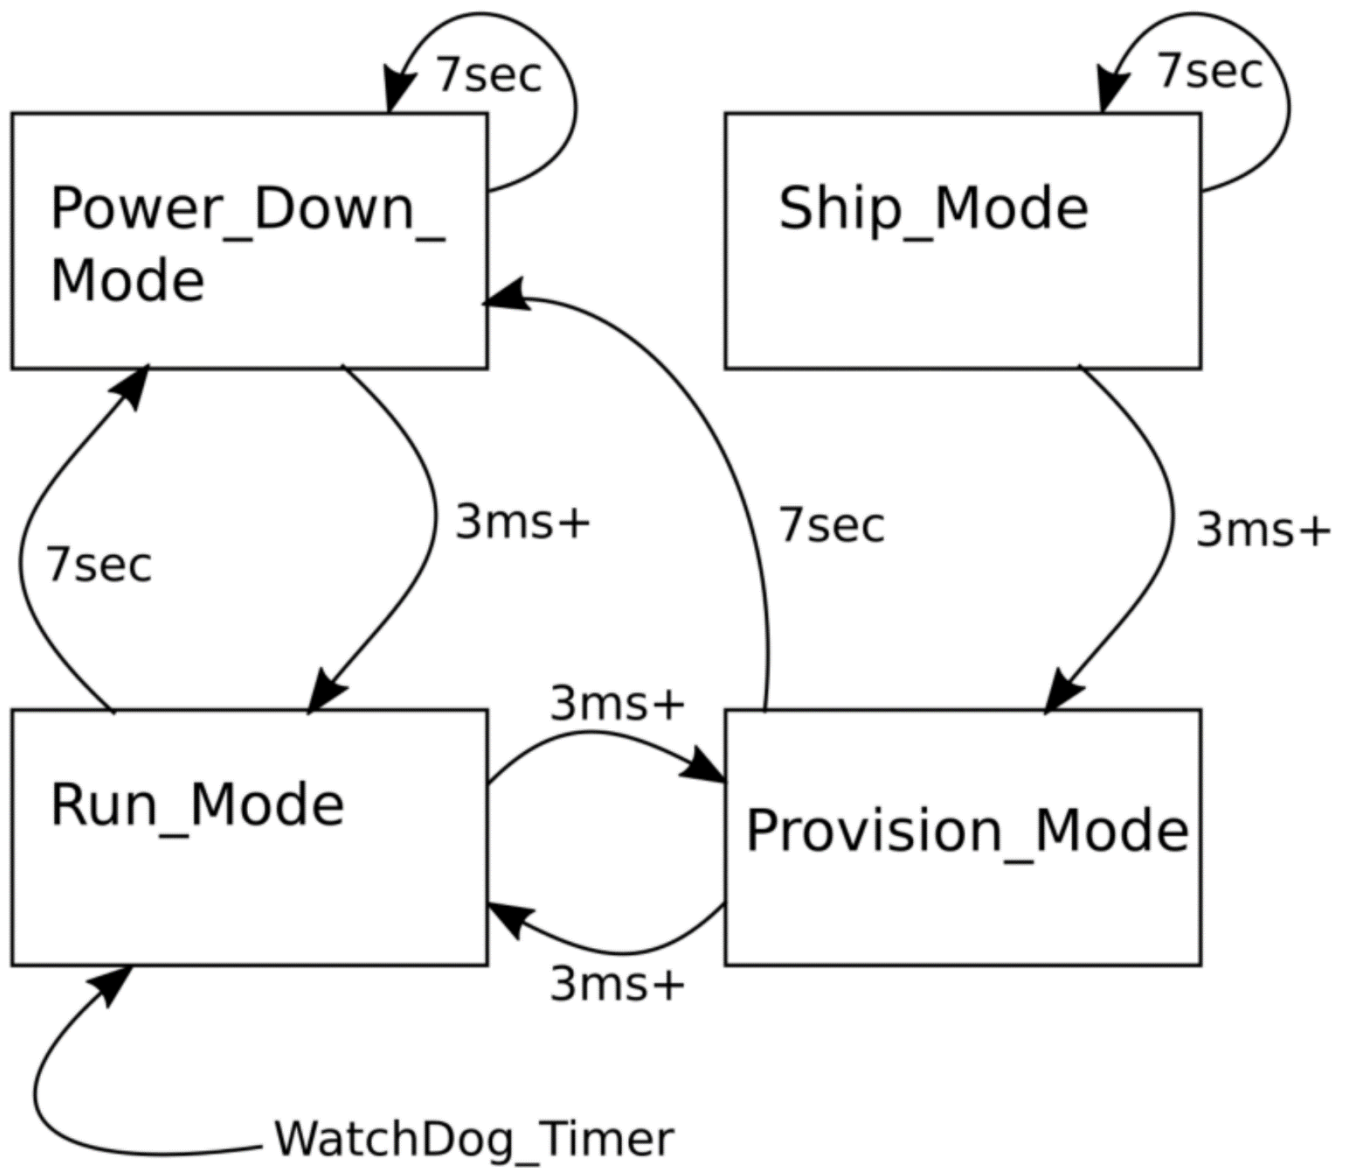 7sec
7sec
Power_Down_
Mode
Ship_Mode
7sec
3ms+
7sec
3ms+
3ms+
Run_Mode
Provision_Mode
3ms+
WatchDog_Timer